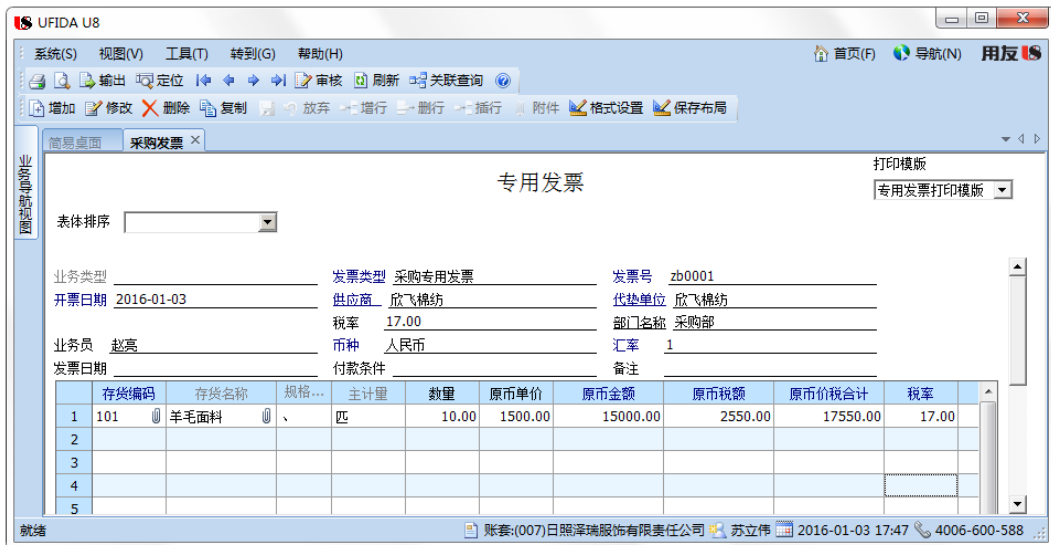 UFIDA U8
系统(S) 视图(V) 工具(T) 转到(G) 帮助(H) 首页(F) 导航(N) 用友
输出 定位 审核 刷新 关联查询
增加 修改 删除 复制 放弃 增行 删行 插行 附件 格式设置 保存布局
简易桌面 采购发票
业务导航视图
打印模版
专用发票
专用发票打印模版
表体排序
业务类型 发票类型 采购专用发票 发票号 zb0001
开票日期 2016-01-03 供应商 欣飞棉纺 代垫单位 欣飞棉纺
税率 17.00 部门名称 采购部
业务员 赵亮 币种 人民币 汇率 1
发票日期 付款条件 备注
存货编码 存货名称 规格... 主计量 数量 原币单价 原币金额 原币税额 原币价税合计 税率
1 101 羊毛面料 、 匹 10.00 1500.00 15000.00 2550.00 17550.00 17.00
2
3
4
5
就绪 账套:(007)日照泽瑞服饰有限责任公司 苏立伟 2016-01-03 17:47 4006-600-588